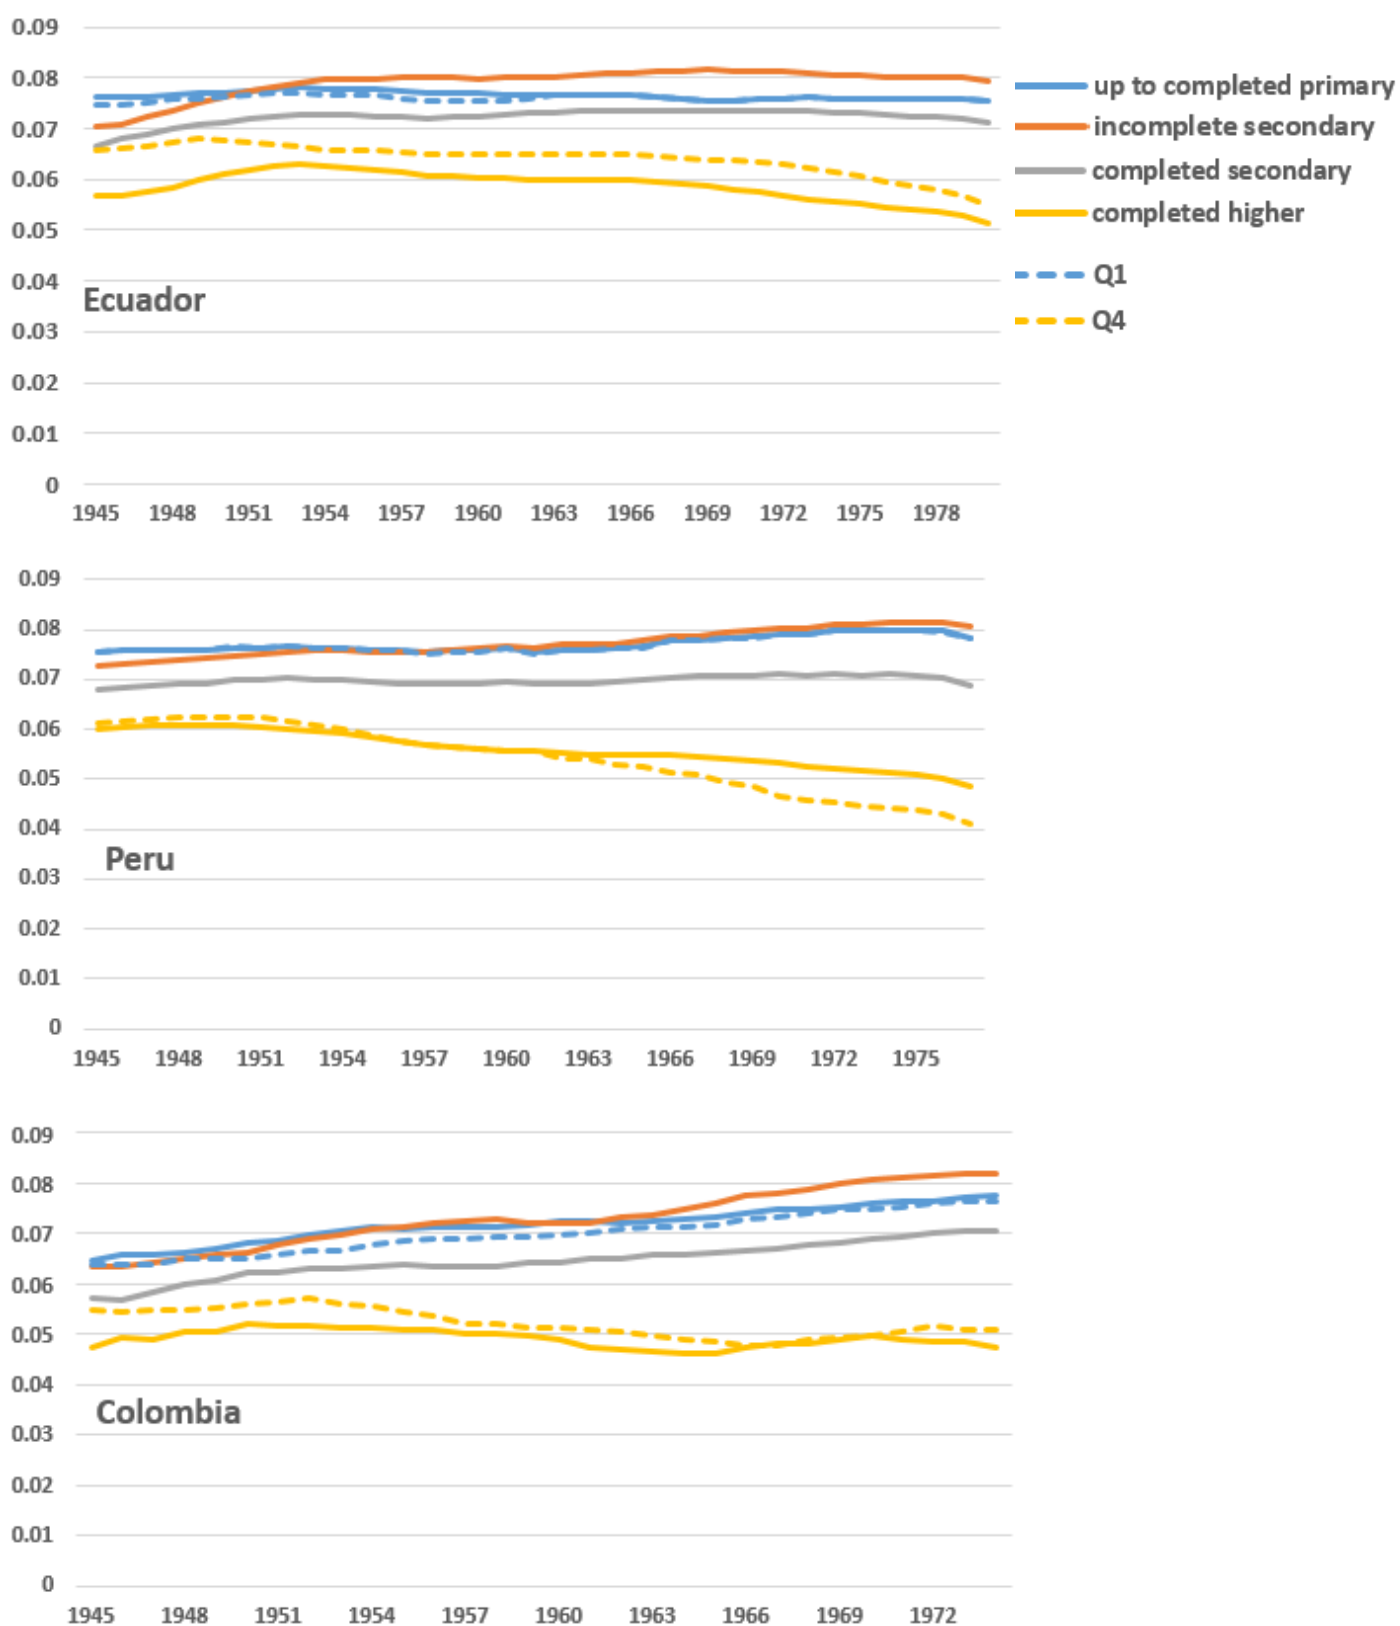 0.09
0.08
0.07
0.06
0.05
0.04
0.03
0.02
0.01
0
Ecuador
1945 1948 1951 1954 1957 1960 1963 1966 1969 1972 1975 1978
up to completed primary
incomplete secondary
completed secondary
completed higher
Q1
Q4
0.09
0.08
0.07
0.06
0.05
0.04
0.03
0.02
0.01
0
Peru
1945 1948 1951 1954 1957 1960 1963 1966 1969 1972 1975
0.09
0.08
0.07
0.06
0.05
0.04
0.03
0.02
0.01
0
Colombia
1945 1948 1951 1954 1957 1960 1963 1966 1969 1972